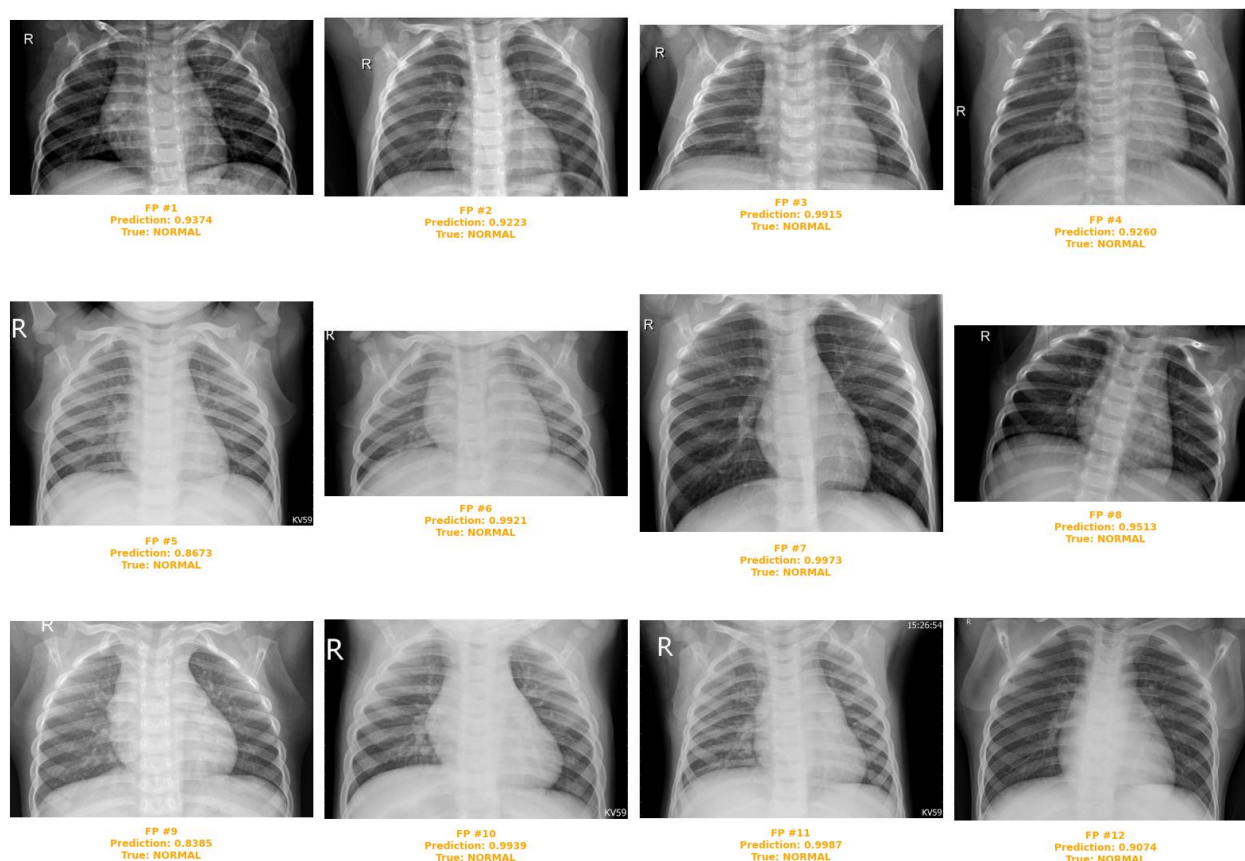 R
R
R
R
FP #1
Prediction: 0.9374
True: NORMAL
FP #2
Prediction: 0.9223
True: NORMAL
FP #3
Prediction: 0.9915
True: NORMAL
FP #4
Prediction: 0.9260
True: NORMAL
R
R
R
R
KV59
FP #5
Prediction: 0.8673
True: NORMAL
FP #6
Prediction: 0.9921
True: NORMAL
FP #7
Prediction: 0.9973
True: NORMAL
FP #8
Prediction: 0.9513
True: NORMAL
R
R
R
15:26:54
R
KV59
KV59
FP #9
Prediction: 0.8385
True: NORMAL
FP #10
Prediction: 0.9939
True: NORMAL
FP #11
Prediction: 0.9987
True: NORMAL
FP #12
Prediction: 0.9074
True: NORMAL